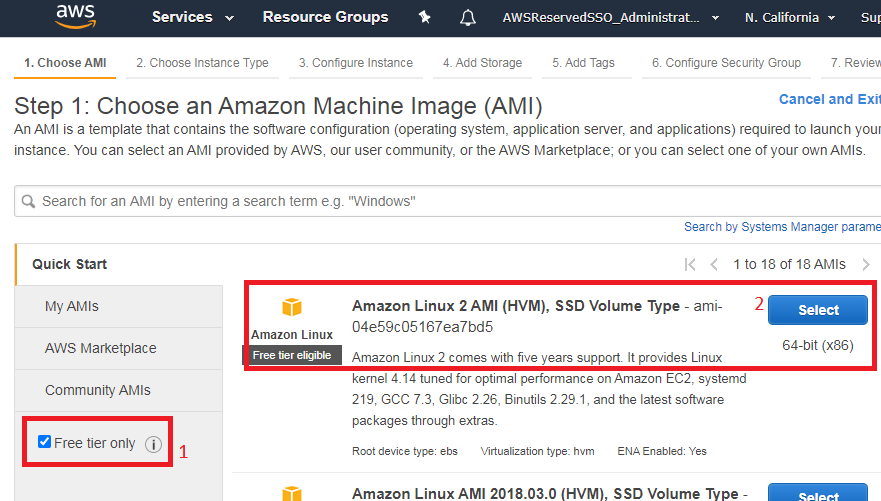 aws Services Resource Groups AWSReservedSSO_Administrat... N. California Sup
1. Choose AMI 2. Choose Instance Type 3. Configure Instance 4. Add Storage 5. Add Tags 6. Configure Security Group 7. Review
Step 1: Choose an Amazon Machine Image (AMI)
Cancel and Exit
An AMI is a template that contains the software configuration (operating system, application server, and applications) required to launch your
instance. You can select an AMI provided by AWS, our user community, or the AWS Marketplace; or you can select one of your own AMIs.
Search for an AMI by entering a search term e.g. "Windows"
Search by Systems Manager parame
Quick Start
1 to 18 of 18 AMIs
My AMIs
AWS Marketplace
Community AMIs
Free tier only i
1
Amazon Linux
Free tier eligible
Amazon Linux 2 AMI (HVM), SSD Volume Type - ami-
04e59c05167ea7bd5
2
Select
64-bit (x86)
Amazon Linux 2 comes with five years support. It provides Linux
kernel 4.14 tuned for optimal performance on Amazon EC2, systemd
219, GCC 7.3, Glibc 2.26, Binutils 2.29.1, and the latest software
packages through extras.
Root device type: ebs Virtualization type: hvm ENA Enabled: Yes
Amazon Linux AMI 2018.03.0 (HVM), SSD Volume Type -
Select